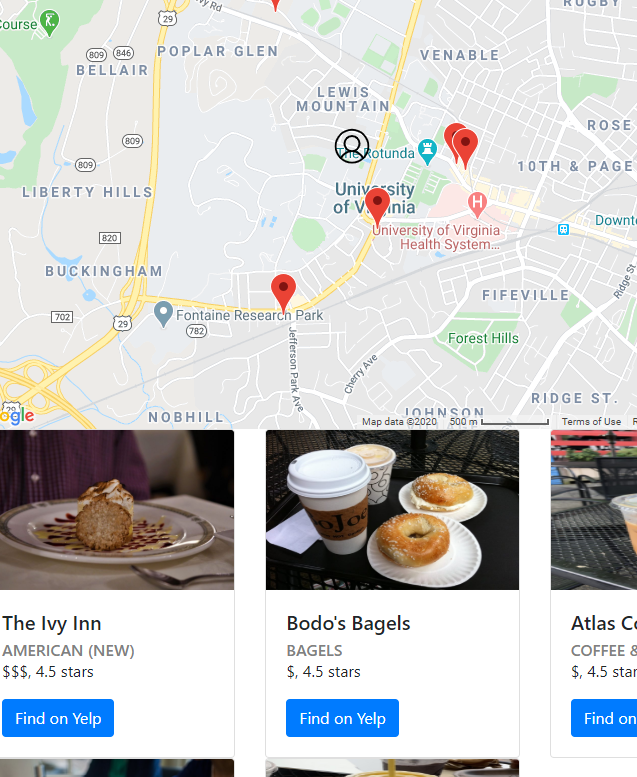 Course
vy Rd
29
RUGBY
809
846
POPLAR GLEN
VENABLE
BELLAIR
LEWIS
MOUNTAIN
ROSE
809
The Rotunda
10TH & PAGE
809
University
of Virginia
LIBERTY HILLS
H
Downto
University of Virginia
Health System...
820
BUCKINGHAM
Ridge St
FIFEVILLE
702
29
Fontaine Research Park
782
Forest Hills
Jefferson Park Ave
Cherry Ave
RIDGE ST.
29
ogle
NOBHILL
JOHNSON
Map data ©2020
500 m
Terms of Use
R
The Ivy Inn
AMERICAN (NEW)
$$$, 4.5 stars
Find on Yelp
Bodo's Bagels
BAGELS
$, 4.5 stars
Find on Yelp
Atlas Co
COFFEE &
$, 4.5 star
Find on